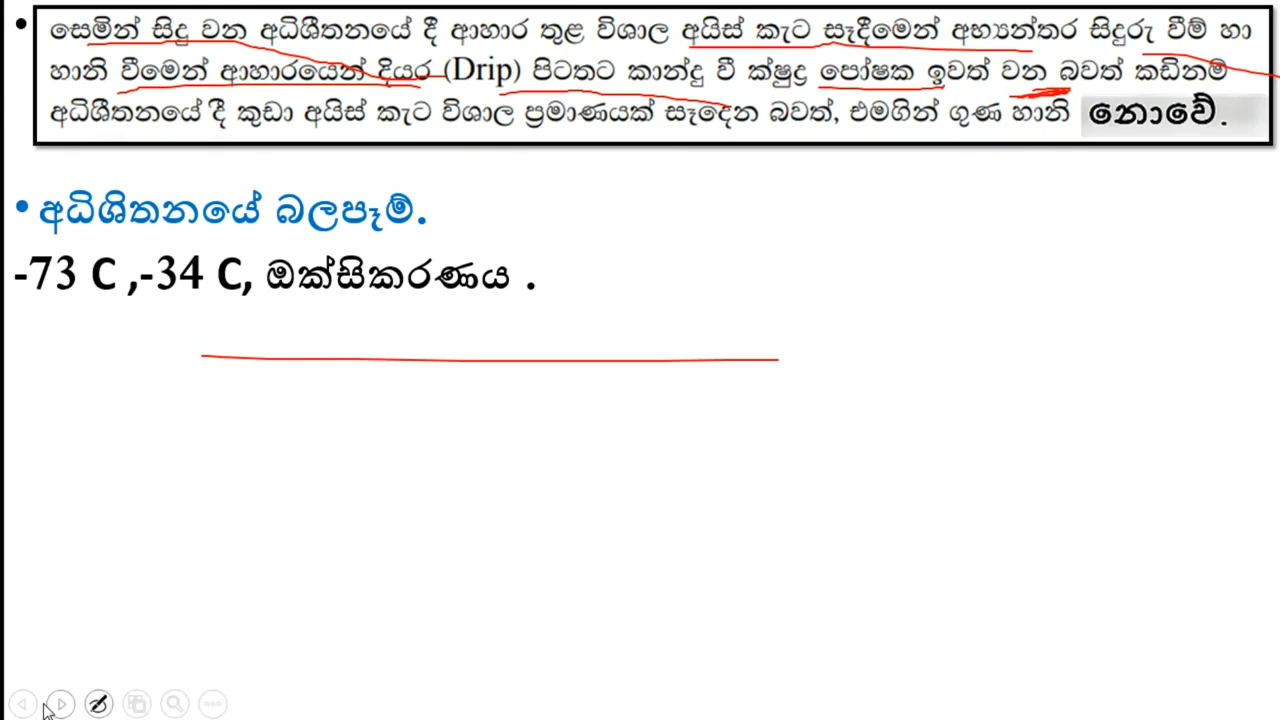 • සෙමින් සිදු වන අධිශීතනයේ දී ආහාර තුළ විශාල අයිස් කැට සෑදීමෙන් අභ්‍යන්තර සිදුරු වීම් හා
හානි වීමෙන් ආහාරයෙන් දියර (Drip) පිටතට කාන්දු වී ක්ෂුද්‍ර පෝෂක ඉවත් වන බවත් කඩිනම්
අධිශීතනයේ දී කුඩා අයිස් කැට විශාල ප්‍රමාණයක් සෑදෙන බවත්, එමගින් ගුණ හානි නොවේ.
• අධිශිතනයේ බලපෑම්.
-73 C ,-34 C, ඔක්සිකරණය .